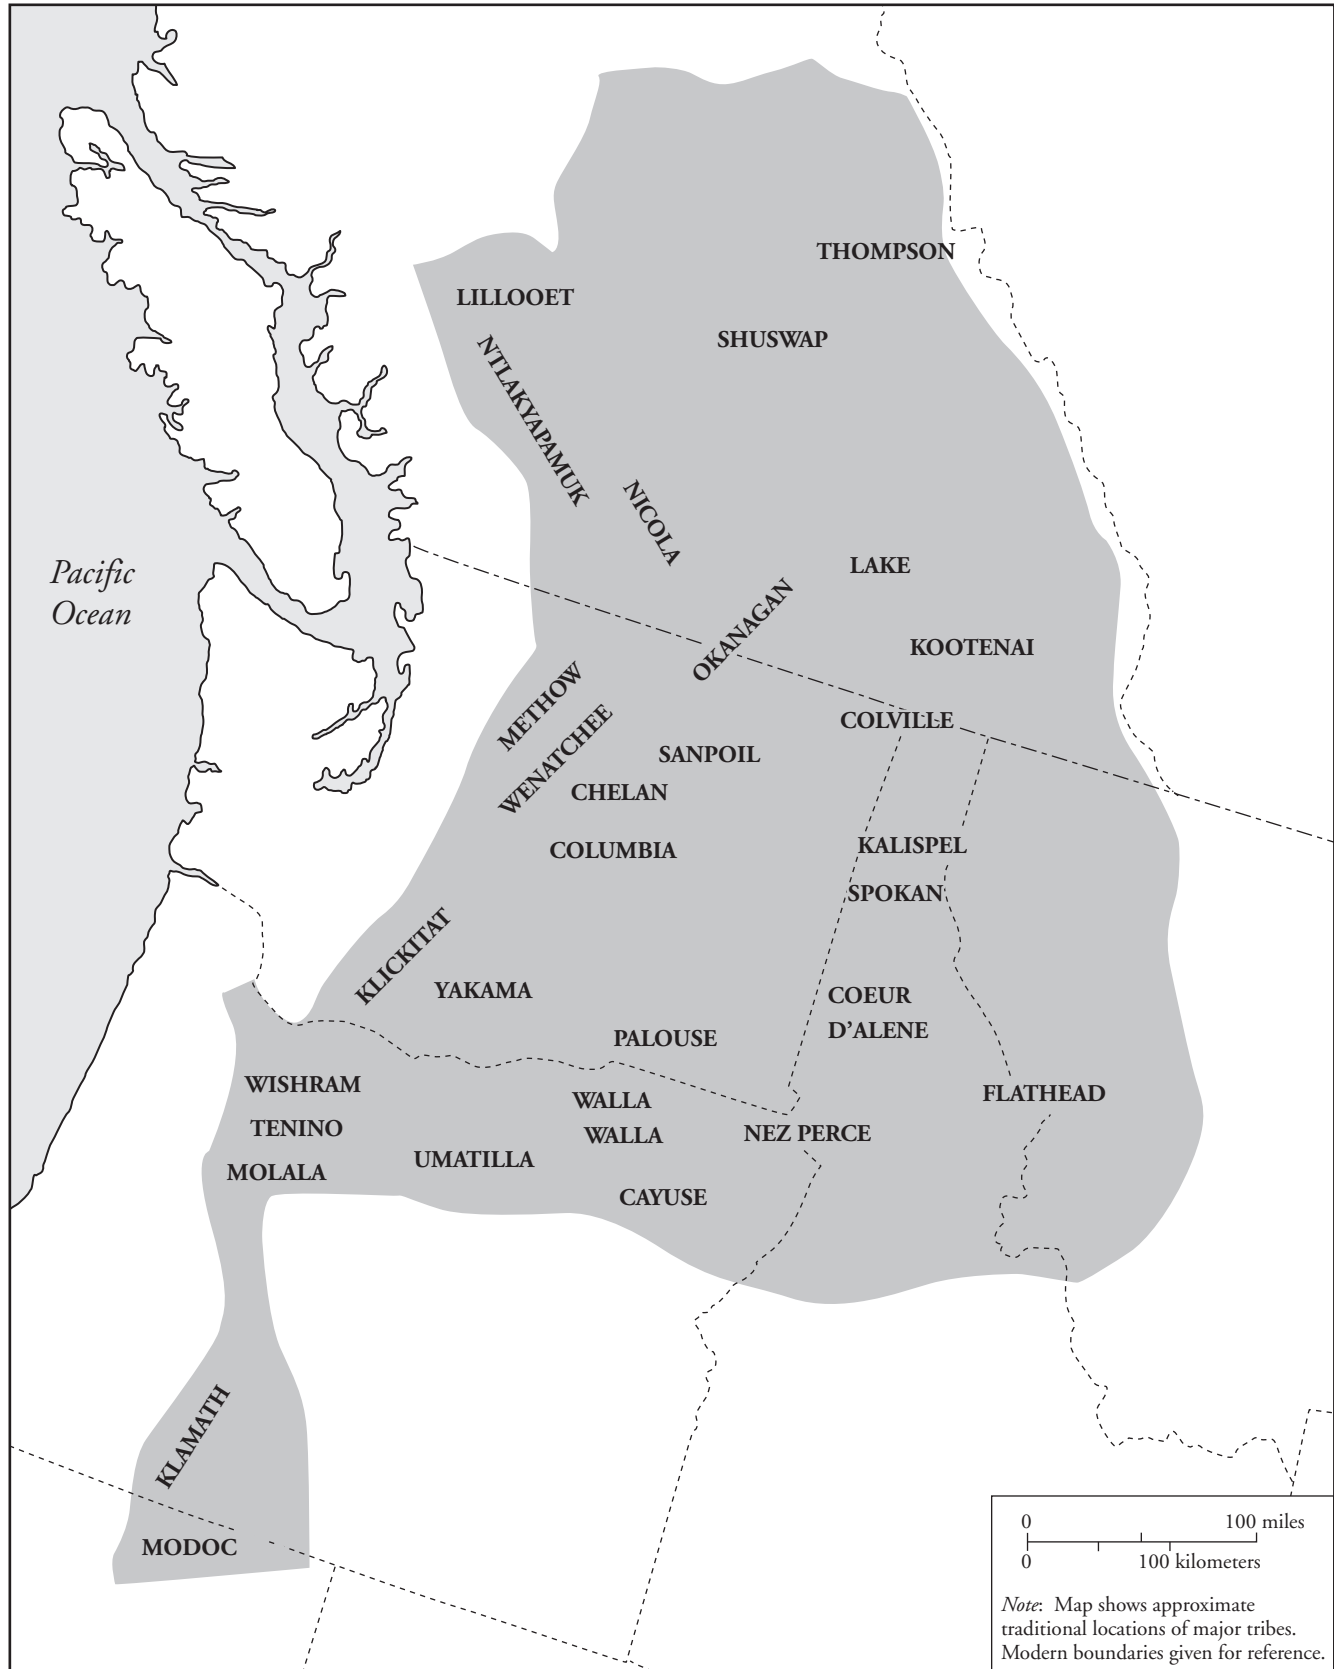 THOMPSON
LILLOOET
SHUSWAP
NTLAKYAPAMUK
NICOLA
LAKE
Pacific
Ocean
OKANAGAN
KOOTENAI
METHOW
COLVILLE
WENATCHEE
SANPOIL
CHELAN
COLUMBIA
KALISPEL
SPOKAN
KLICKITAT
YAKAMA
COEUR
D’ALENE
PALOUSE
WISHRAM
WALLA
WALLA
FLATHEAD
TENINO
NEZ PERCE
MOLALA
UMATILLA
CAYUSE
KLAMATH
MODOC
0 100 miles
0 100 kilometers
Note: Map shows approximate
traditional locations of major tribes.
Modern boundaries given for reference.